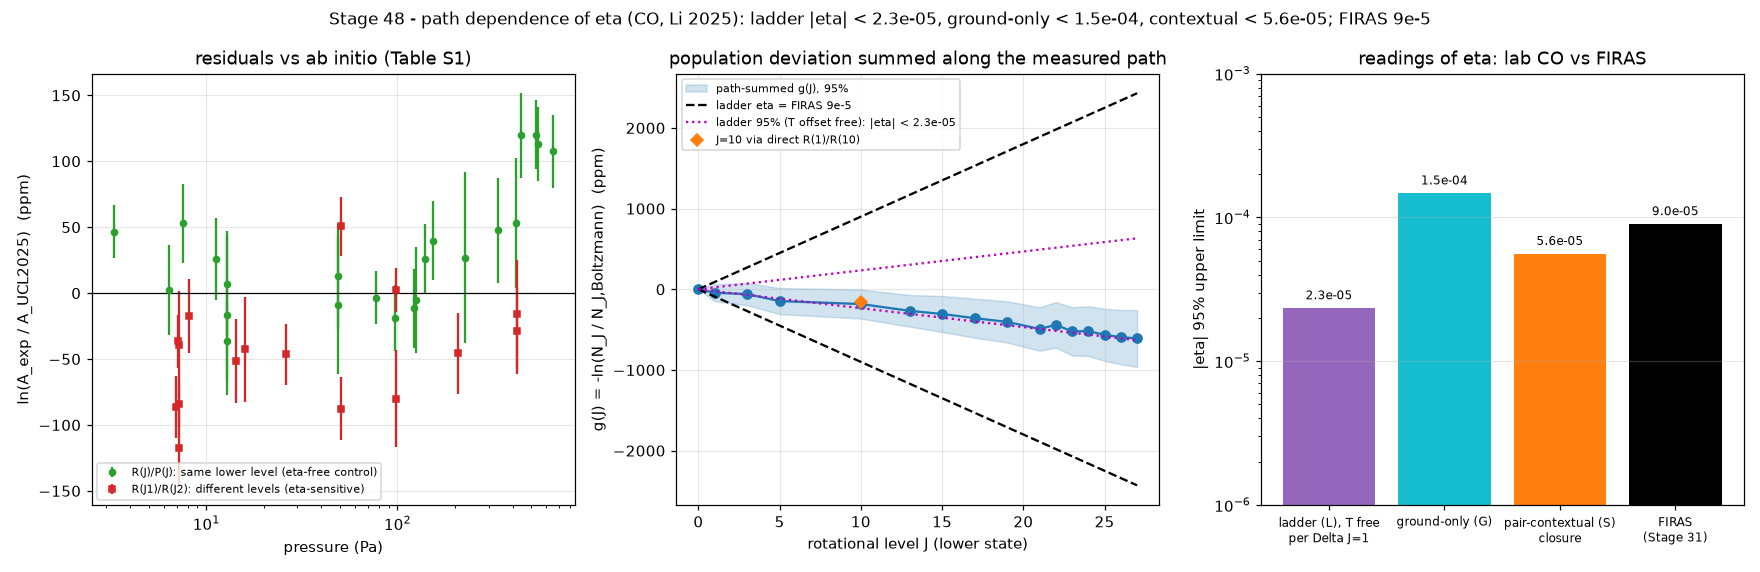 Stage 48 - path dependence of eta (CO, Li 2025): ladder |eta| < 2.3e-05, ground-only < 1.5e-04, contextual < 5.6e-05; FIRAS 9e-5
residuals vs ab initio (Table S1)
ln(A_exp / A_UCL2025) (ppm)
150
100
50
0
−50
−100
−150
R(J)/P(J): same lower level (eta-free control)
R(J1)/R(J2): different levels (eta-sensitive)
10^1
10^2
pressure (Pa)
population deviation summed along the measured path
g(J) = -ln(N_J / N_J,Boltzmann) (ppm)
2000
1000
0
−1000
−2000
path-summed g(J), 95%
ladder eta = FIRAS 9e-5
ladder 95% (T offset free): |eta| < 2.3e-05
J=10 via direct R(1)/R(10)
0
5
10
15
20
25
rotational level J (lower state)
readings of eta: lab CO vs FIRAS
|eta| 95% upper limit
10^−3
10^−4
10^−5
10^−6
2.3e-05
1.5e-04
5.6e-05
9.0e-05
ladder (L), T free
per Delta J=1
ground-only (G)
pair-contextual (S)
closure
FIRAS
(Stage 31)